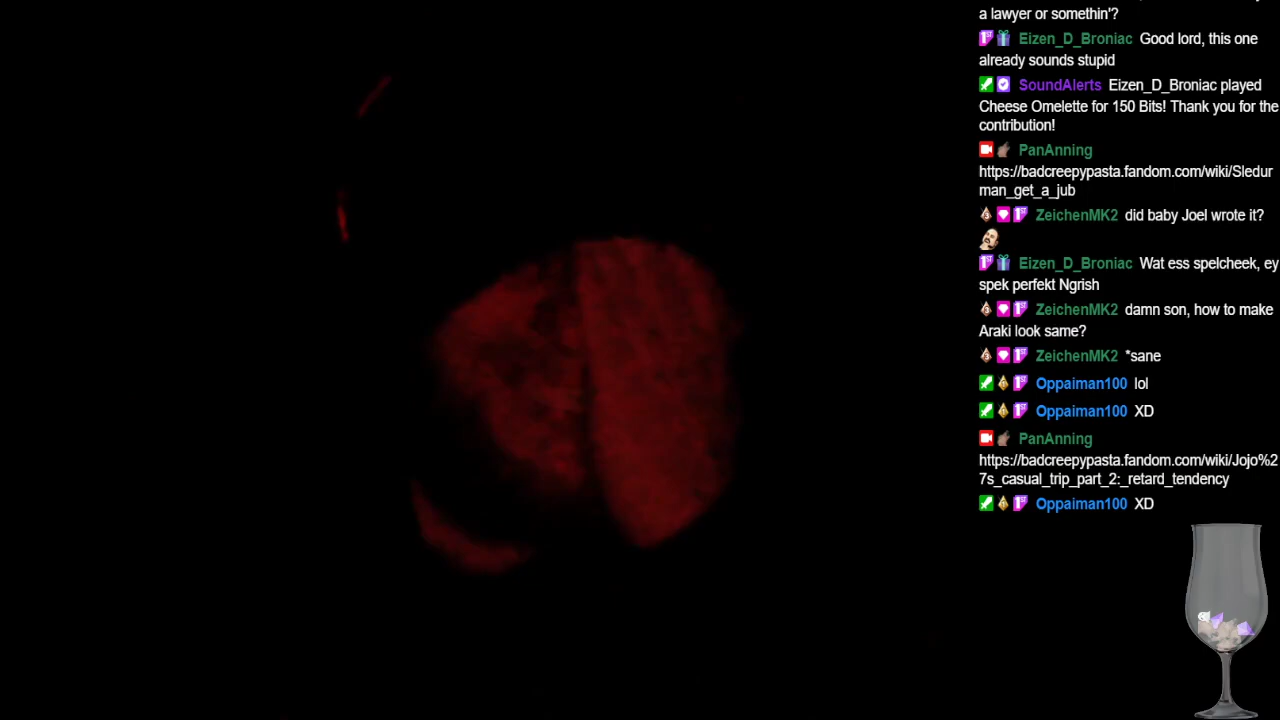 a lawyer or somethin'?
Eizen_D_Broniac Good lord, this one
already sounds stupid
SoundAlerts Eizen_D_Broniac played
Cheese Omelette for 150 Bits! Thank you for the
contribution!
PanAnning
https://badcreepypasta.fandom.com/wiki/Sledur
man_get_a_jub
ZeichenMK2 did baby Joel wrote it?
Eizen_D_Broniac Wat ess spelcheek, ey
spek perfekt Ngrish
ZeichenMK2 damn son, how to make
Araki look same?
ZeichenMK2 *sane
Oppaiman100 lol
Oppaiman100 XD
PanAnning
https://badcreepypasta.fandom.com/wiki/Jojo%2
7s_casual_trip_part_2:_retard_tendency
Oppaiman100 XD